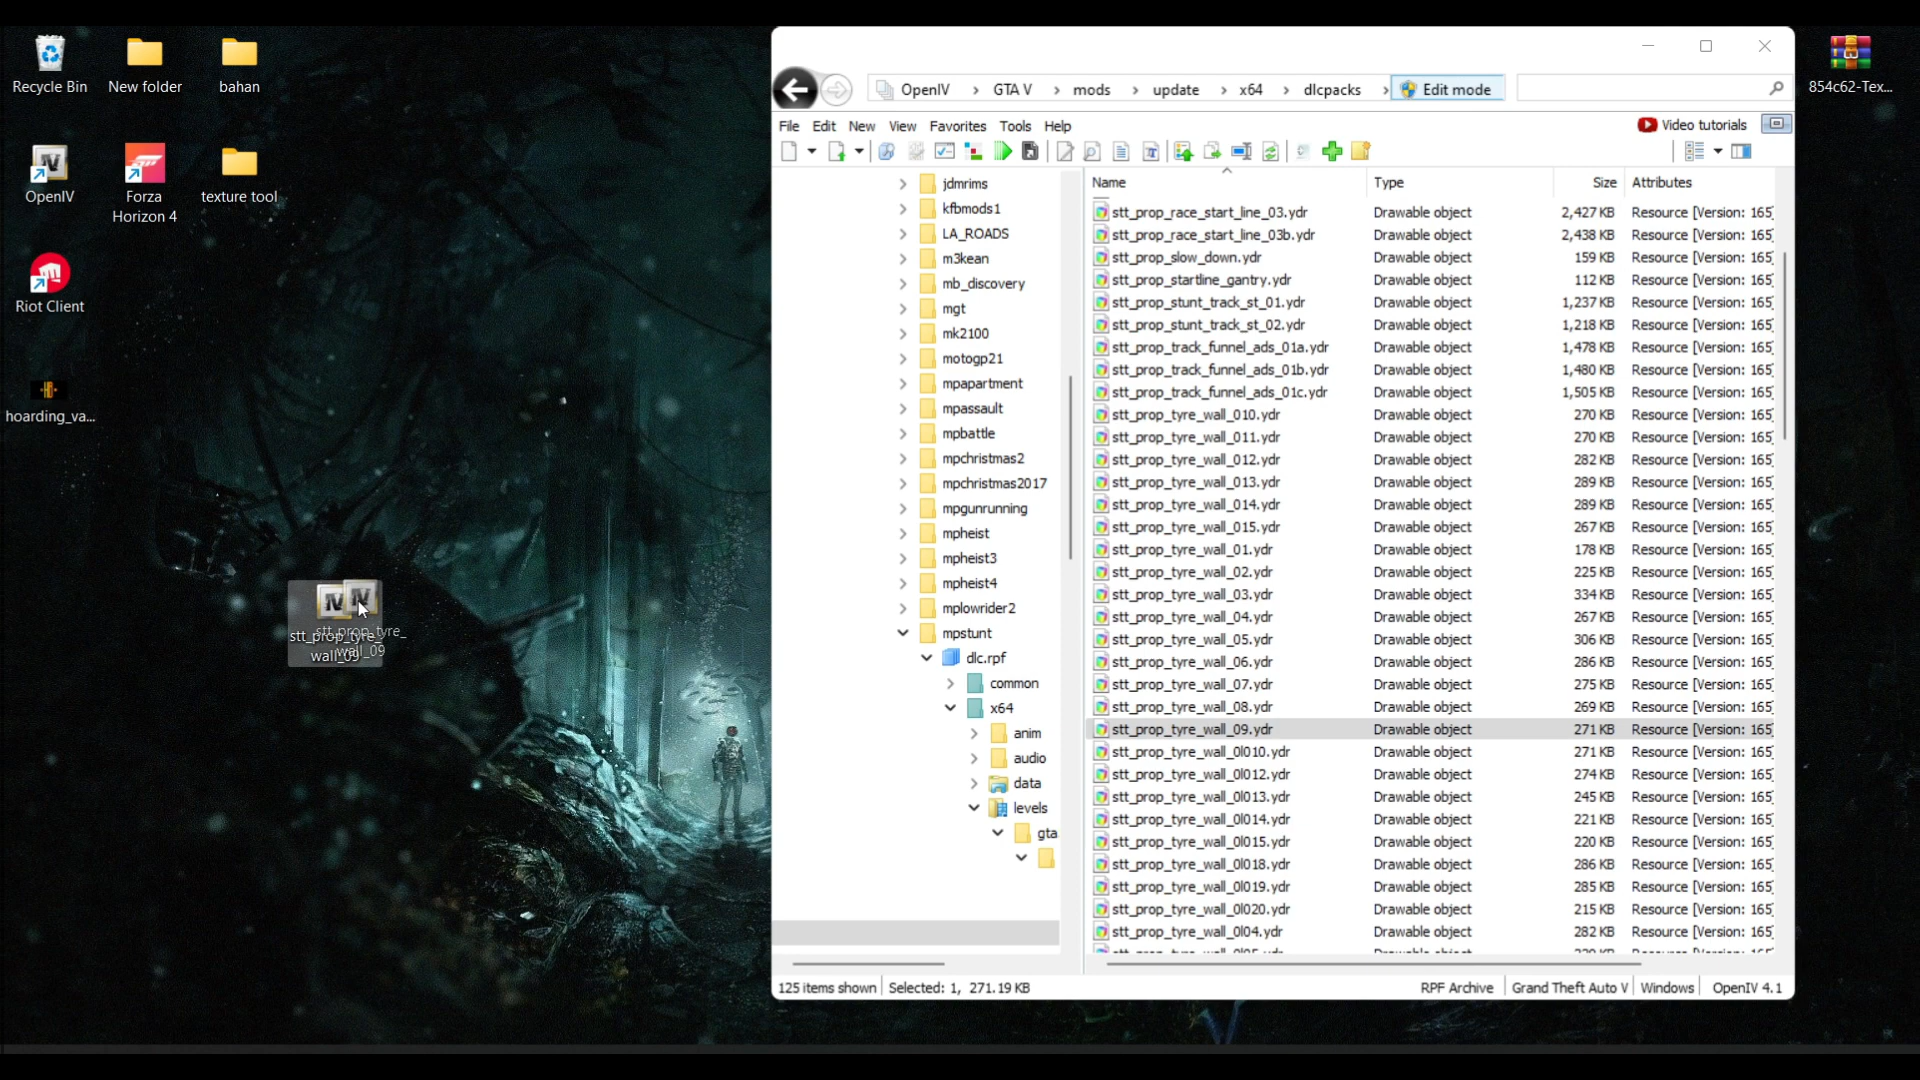 Recycle Bin
New folder
bahan
OpenIV
Forza
Horizon 4
texture tool
Riot Client
hoarding_va...
stt_prop_tyre_
wall_09
stt_prop_tyre_
wall_09
854c62-Tex...
OpenIV
GTA V
mods
update
x64
dlcpacks
Edit mode
File Edit New View Favorites Tools Help
Video tutorials
jdmrims
kfbmods1
LA_ROADS
m3kean
mb_discovery
mgt
mk2100
motogp21
mpapartment
mpassault
mpbattle
mpchristmas2
mpchristmas2017
mpgunrunning
mpheist
mpheist3
mpheist4
mplowrider2
mpstunt
dlc.rpf
common
x64
anim
audio
data
levels
gta
Name Type Size Attributes
stt_prop_race_start_line_03.ydr Drawable object 2,427 KB Resource [Version: 165]
stt_prop_race_start_line_03b.ydr Drawable object 2,438 KB Resource [Version: 165]
stt_prop_slow_down.ydr Drawable object 159 KB Resource [Version: 165]
stt_prop_startline_gantry.ydr Drawable object 112 KB Resource [Version: 165]
stt_prop_stunt_track_st_01.ydr Drawable object 1,237 KB Resource [Version: 165]
stt_prop_stunt_track_st_02.ydr Drawable object 1,218 KB Resource [Version: 165]
stt_prop_track_funnel_ads_01a.ydr Drawable object 1,478 KB Resource [Version: 165]
stt_prop_track_funnel_ads_01b.ydr Drawable object 1,480 KB Resource [Version: 165]
stt_prop_track_funnel_ads_01c.ydr Drawable object 1,505 KB Resource [Version: 165]
stt_prop_tyre_wall_010.ydr Drawable object 270 KB Resource [Version: 165]
stt_prop_tyre_wall_011.ydr Drawable object 270 KB Resource [Version: 165]
stt_prop_tyre_wall_012.ydr Drawable object 282 KB Resource [Version: 165]
stt_prop_tyre_wall_013.ydr Drawable object 289 KB Resource [Version: 165]
stt_prop_tyre_wall_014.ydr Drawable object 289 KB Resource [Version: 165]
stt_prop_tyre_wall_015.ydr Drawable object 267 KB Resource [Version: 165]
stt_prop_tyre_wall_01.ydr Drawable object 178 KB Resource [Version: 165]
stt_prop_tyre_wall_02.ydr Drawable object 225 KB Resource [Version: 165]
stt_prop_tyre_wall_03.ydr Drawable object 334 KB Resource [Version: 165]
stt_prop_tyre_wall_04.ydr Drawable object 267 KB Resource [Version: 165]
stt_prop_tyre_wall_05.ydr Drawable object 306 KB Resource [Version: 165]
stt_prop_tyre_wall_06.ydr Drawable object 286 KB Resource [Version: 165]
stt_prop_tyre_wall_07.ydr Drawable object 275 KB Resource [Version: 165]
stt_prop_tyre_wall_08.ydr Drawable object 269 KB Resource [Version: 165]
stt_prop_tyre_wall_09.ydr Drawable object 271 KB Resource [Version: 165]
stt_prop_tyre_wall_0l010.ydr Drawable object 271 KB Resource [Version: 165]
stt_prop_tyre_wall_0l012.ydr Drawable object 274 KB Resource [Version: 165]
stt_prop_tyre_wall_0l013.ydr Drawable object 245 KB Resource [Version: 165]
stt_prop_tyre_wall_0l014.ydr Drawable object 221 KB Resource [Version: 165]
stt_prop_tyre_wall_0l015.ydr Drawable object 220 KB Resource [Version: 165]
stt_prop_tyre_wall_0l018.ydr Drawable object 286 KB Resource [Version: 165]
stt_prop_tyre_wall_0l019.ydr Drawable object 285 KB Resource [Version: 165]
stt_prop_tyre_wall_0l020.ydr Drawable object 215 KB Resource [Version: 165]
stt_prop_tyre_wall_0l04.ydr Drawable object 282 KB Resource [Version: 165]
125 items shown Selected: 1, 271.19 KB RPF Archive Grand Theft Auto V Windows OpenIV 4.1